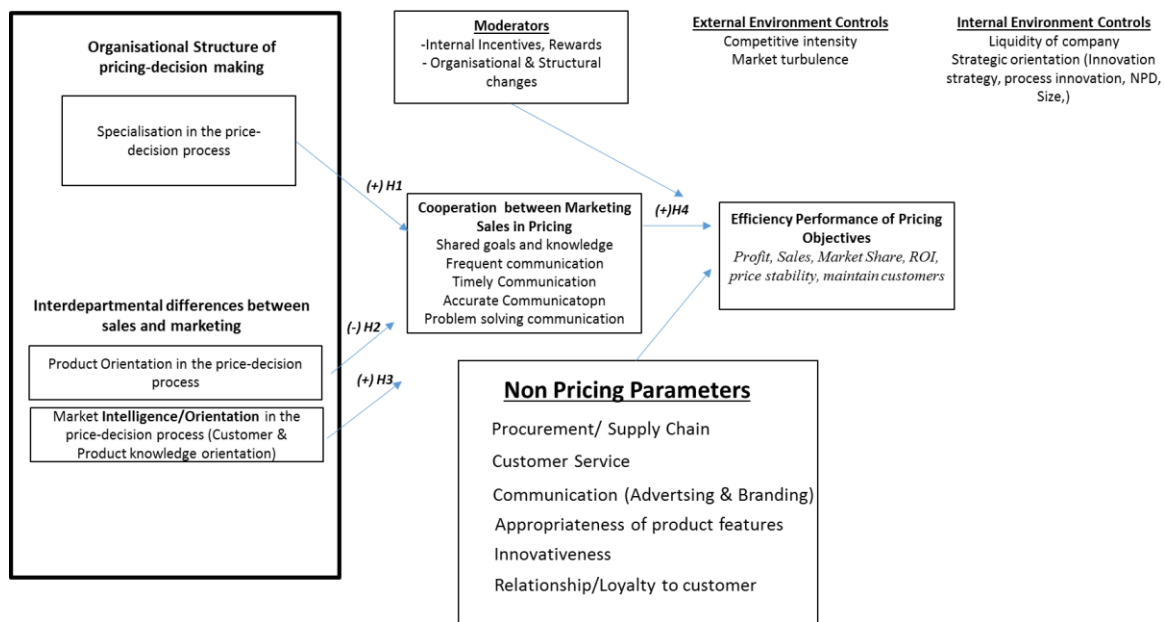 Organisational Structure of
pricing-decision making
Specialisation in the price-
decision process
Interdepartmental differences between
sales and marketing
Product Orientation in the price-decision
process
Market Intelligence/Orientation in the
price-decision process (Customer &
Product knowledge orientation)
(+) H1
(-) H2
(+) H3
Moderators
-Internal Incentives, Rewards
- Organisational & Structural
changes
Cooperation between Marketing
Sales in Pricing
Shared goals and knowledge
Frequent communication
Timely Communication
Accurate Communicatopn
Problem solving communication
(+)H4
External Environment Controls
Competitive intensity
Market turbulence
Internal Environment Controls
Liquidity of company
Strategic orientation (Innovation
strategy, process innovation, NPD,
Size,)
Efficiency Performance of Pricing
Objectives
Profit, Sales, Market Share, ROI,
price stability, maintain customers
Non Pricing Parameters
Procurement/ Supply Chain
Customer Service
Communication (Advertsing & Branding)
Appropriateness of product features
Innovativeness
Relationship/Loyalty to customer